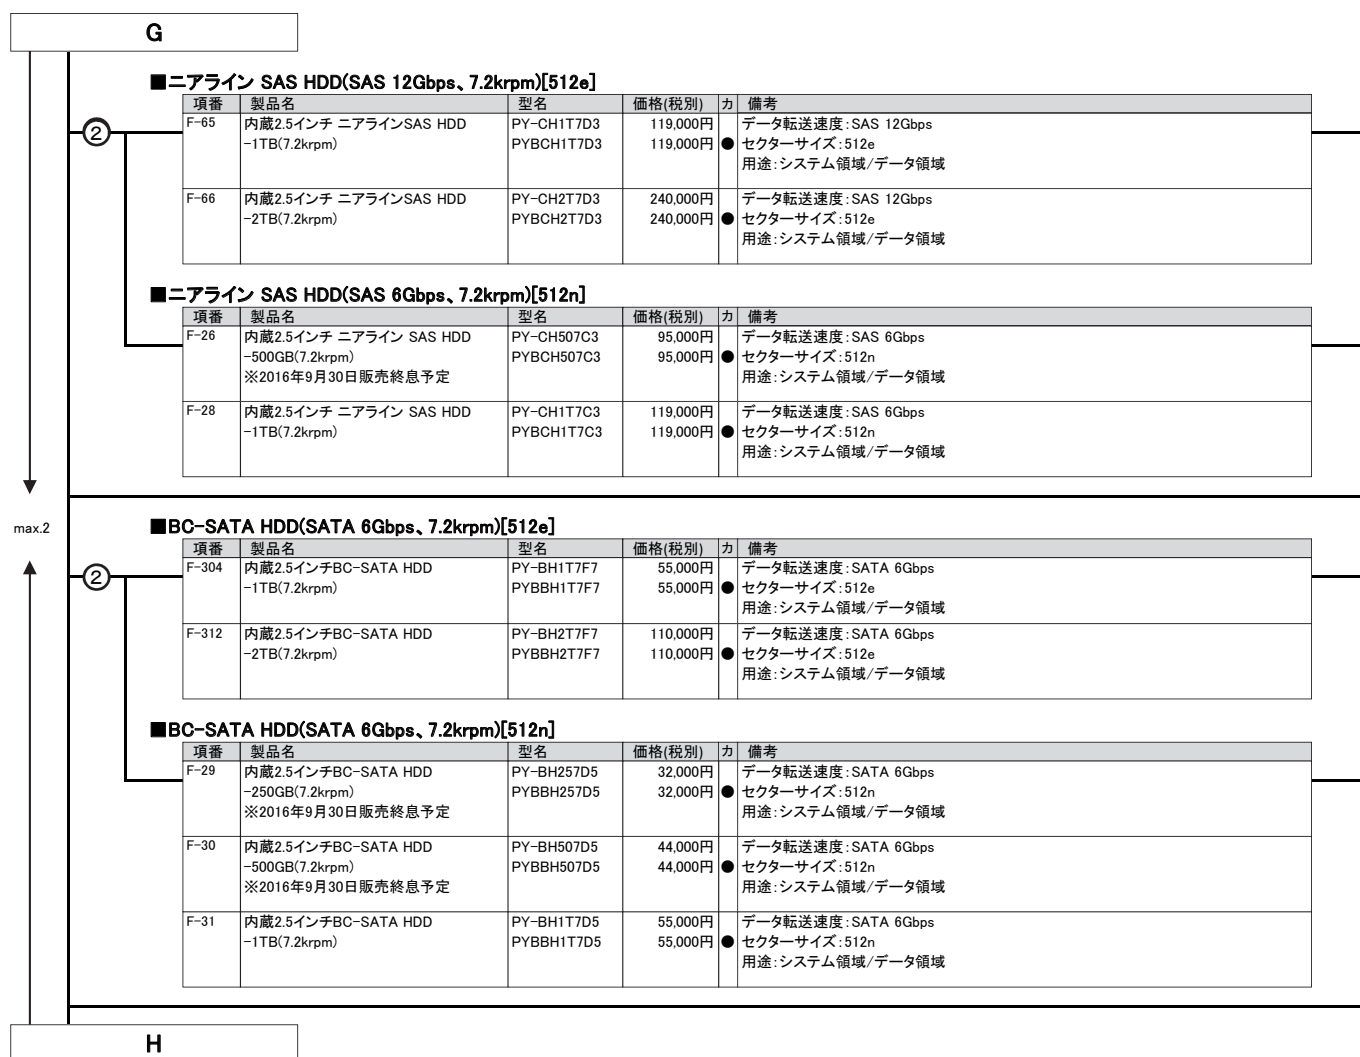 G
■ニアライン SAS HDD(SAS 12Gbps、7.2krpm)[512e]
項番 製品名 型名 価格(税別) カ 備考
F-65 内蔵2.5インチ ニアラインSAS HDD PY-CH1T7D3 119,000円 データ転送速度:SAS 12Gbps
-1TB(7.2krpm) PYBCH1T7D3 119,000円 ● セクターサイズ:512e
用途:システム領域/データ領域
F-66 内蔵2.5インチ ニアラインSAS HDD PY-CH2T7D3 240,000円 データ転送速度:SAS 12Gbps
-2TB(7.2krpm) PYBCH2T7D3 240,000円 ● セクターサイズ:512e
用途:システム領域/データ領域
②
■ニアライン SAS HDD(SAS 6Gbps、7.2krpm)[512n]
項番 製品名 型名 価格(税別) カ 備考
F-26 内蔵2.5インチ ニアライン SAS HDD PY-CH507C3 95,000円 データ転送速度:SAS 6Gbps
-500GB(7.2krpm) PYBCH507C3 95,000円 ● セクターサイズ:512n
※2016年9月30日販売終息予定 用途:システム領域/データ領域
F-28 内蔵2.5インチ ニアライン SAS HDD PY-CH1T7C3 119,000円 データ転送速度:SAS 6Gbps
-1TB(7.2krpm) PYBCH1T7C3 119,000円 ● セクターサイズ:512n
用途:システム領域/データ領域
max.2
■BC-SATA HDD(SATA 6Gbps、7.2krpm)[512e]
項番 製品名 型名 価格(税別) カ 備考
F-304 内蔵2.5インチBC-SATA HDD PY-BH1T7F7 55,000円 データ転送速度:SATA 6Gbps
-1TB(7.2krpm) PYBBH1T7F7 55,000円 ● セクターサイズ:512e
用途:システム領域/データ領域
F-312 内蔵2.5インチBC-SATA HDD PY-BH2T7F7 110,000円 データ転送速度:SATA 6Gbps
-2TB(7.2krpm) PYBBH2T7F7 110,000円 ● セクターサイズ:512e
用途:システム領域/データ領域
②
■BC-SATA HDD(SATA 6Gbps、7.2krpm)[512n]
項番 製品名 型名 価格(税別) カ 備考
F-29 内蔵2.5インチBC-SATA HDD PY-BH257D5 32,000円 データ転送速度:SATA 6Gbps
-250GB(7.2krpm) PYBBH257D5 32,000円 ● セクターサイズ:512n
※2016年9月30日販売終息予定 用途:システム領域/データ領域
F-30 内蔵2.5インチBC-SATA HDD PY-BH507D5 44,000円 データ転送速度:SATA 6Gbps
-500GB(7.2krpm) PYBBH507D5 44,000円 ● セクターサイズ:512n
※2016年9月30日販売終息予定 用途:システム領域/データ領域
F-31 内蔵2.5インチBC-SATA HDD PY-BH1T7D5 55,000円 データ転送速度:SATA 6Gbps
-1TB(7.2krpm) PYBBH1T7D5 55,000円 ● セクターサイズ:512n
用途:システム領域/データ領域
H